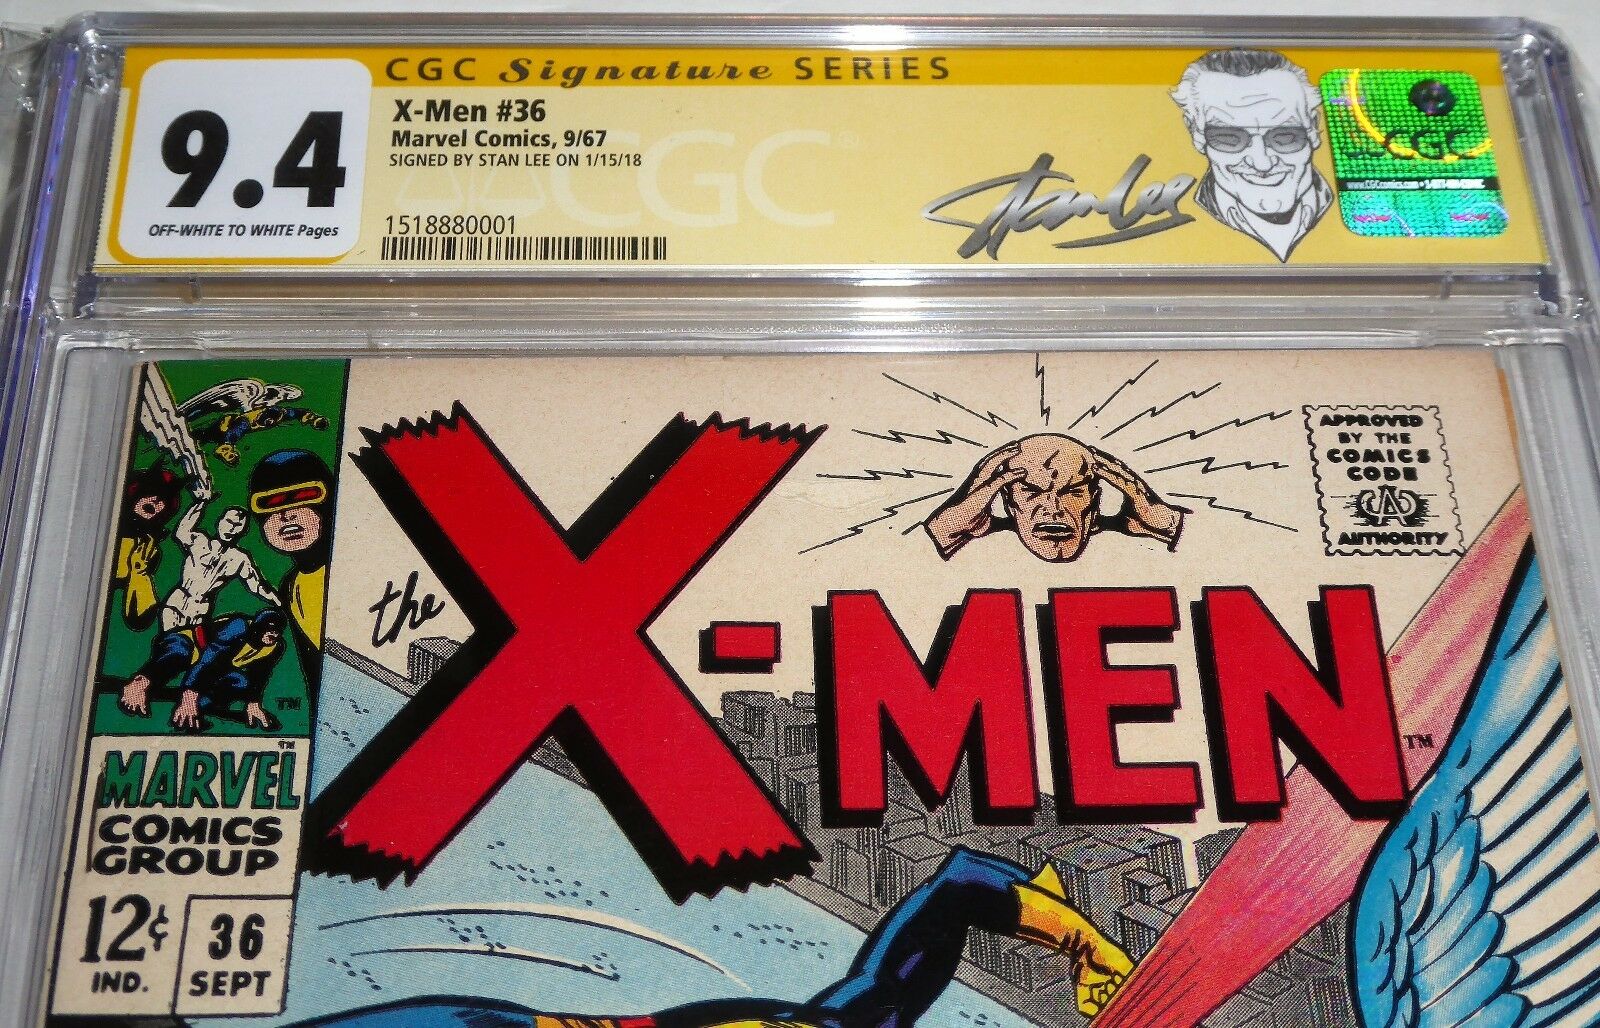 CGC Signature SERIES
9.4
OFF-WHITE TO WHITE Pages
X-Men #36
Marvel Comics, 9/67
SIGNED BY STAN LEE ON 1/15/18
CGC®
1518880001
Stan Lee
CGC
TM
MARVEL
TM
COMICS
GROUP
12¢
IND.
36
SEPT
the
X-MEN
TM
APPROVED
BY THE
COMICS
CODE
AUTHORITY